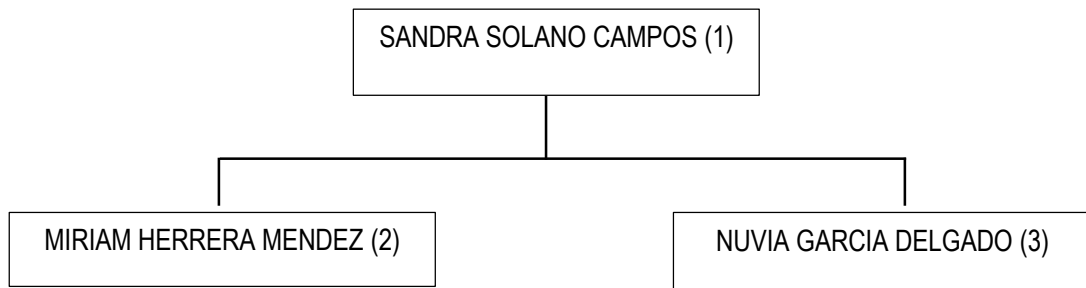 SANDRA SOLANO CAMPOS (1)
MIRIAM HERRERA MENDEZ (2)
NUVIA GARCIA DELGADO (3)